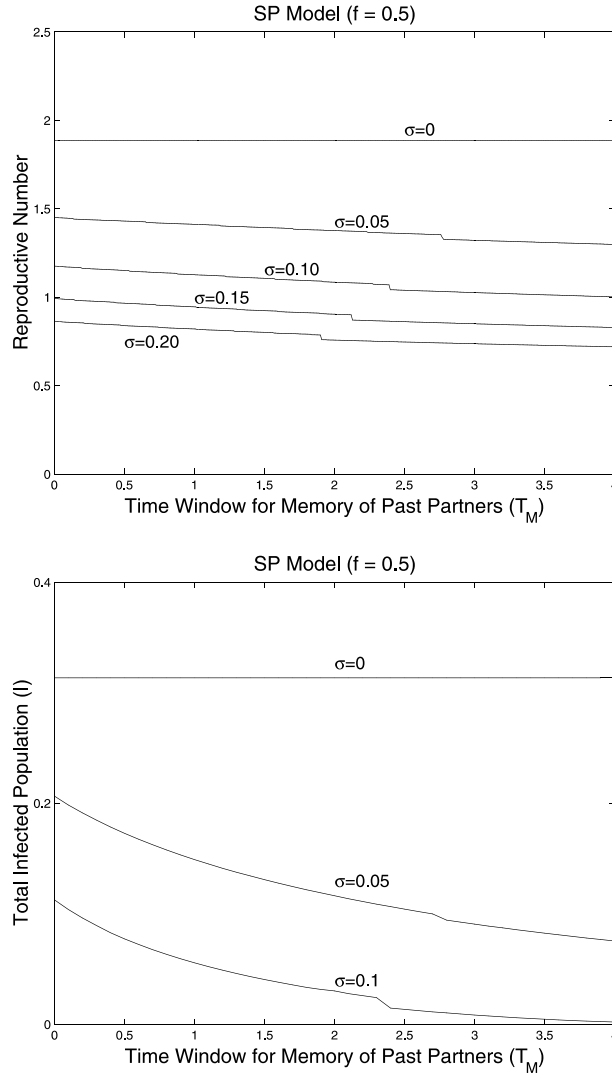 SP Model (f = 0.5)
2.5
2
1.5
1
0.5
0
Reproductive Number
σ=0
σ=0.05
σ=0.10
σ=0.15
σ=0.20
0 0.5 1 1.5 2 2.5 3 3.5 4
Time Window for Memory of Past Partners (T_M)
SP Model (f = 0.5)
0.4
0.2
0
Total Infected Population (I)
σ=0
σ=0.05
σ=0.1
0 0.5 1 1.5 2 2.5 3 3.5 4
Time Window for Memory of Past Partners (T_M)